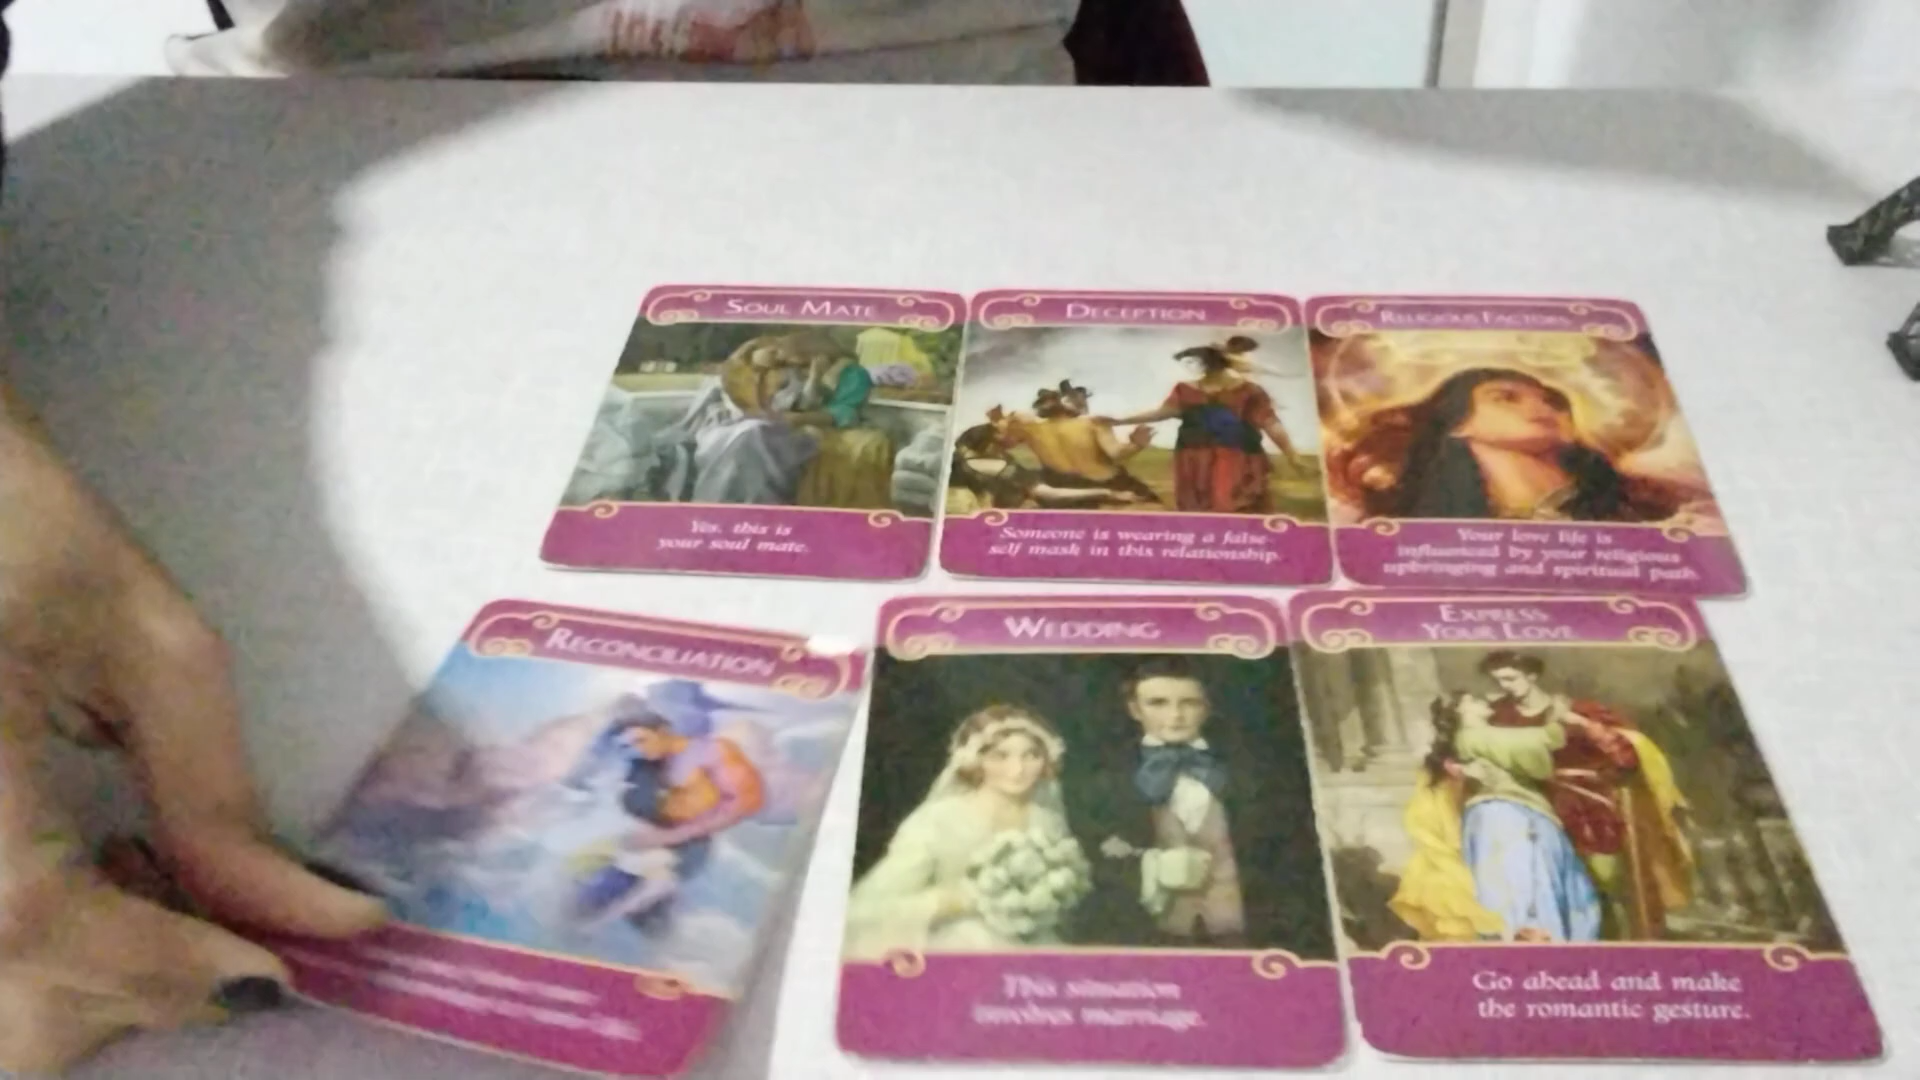 SOUL MATE
Yes, this is
your soul mate.
DECEPTION
Someone is wearing a false-
self mask in this relationship.
RELIGIOUS FACTORS
Your love life is
influenced by your religious
upbringing and spiritual path.
RECONCILIATION
WEDDING
This situation
involves marriage.
EXPRESS
YOUR LOVE
Go ahead and make
the romantic gesture.